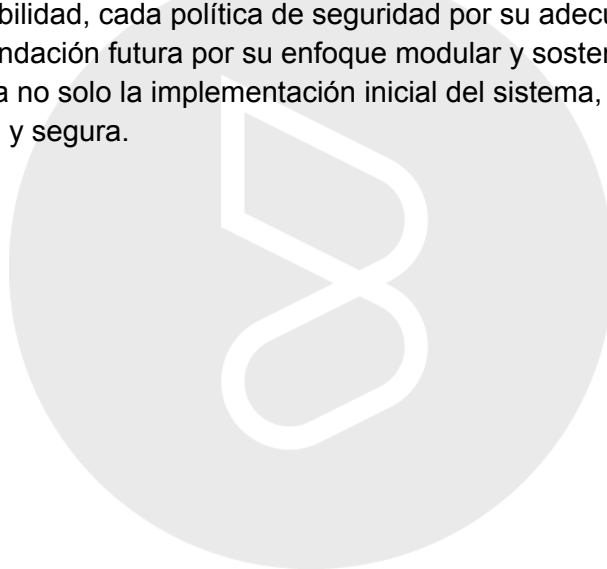 bilidad, cada política de seguridad por su adecu
ndación futura por su enfoque modular y sosten
a no solo la implementación inicial del sistema,
y segura.